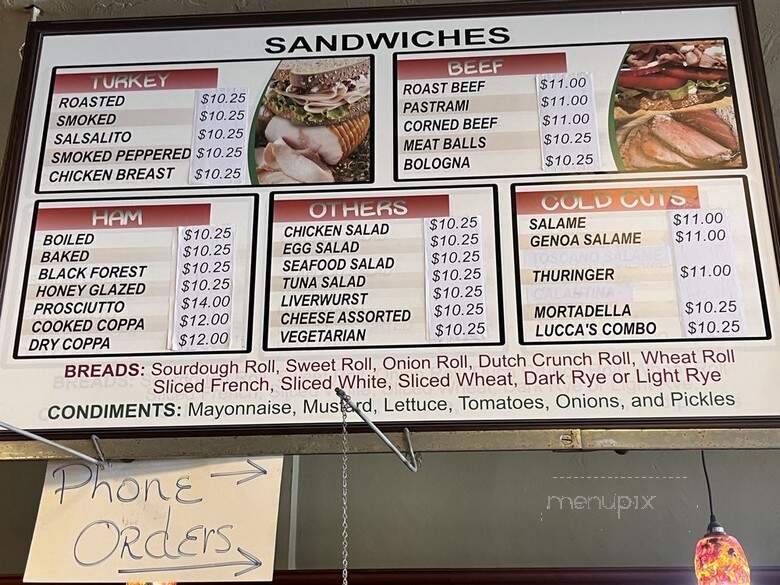 SANDWICHES
TURKEY
ROASTED $10.25
SMOKED $10.25
SALSALITO $10.25
SMOKED PEPPERED $10.25
CHICKEN BREAST $10.25
BEEF
ROAST BEEF $11.00
PASTRAMI $11.00
CORNED BEEF $11.00
MEAT BALLS $10.25
BOLOGNA $10.25
HAM
BOILED $10.25
BAKED $10.25
BLACK FOREST $10.25
HONEY GLAZED $10.25
PROSCIUTTO $14.00
COOKED COPPA $12.00
DRY COPPA $12.00
OTHERS
CHICKEN SALAD $10.25
EGG SALAD $10.25
SEAFOOD SALAD $10.25
TUNA SALAD $10.25
LIVERWURST $10.25
CHEESE ASSORTED $10.25
VEGETARIAN $10.25
COLD CUTS
SALAME $11.00
GENOA SALAME $11.00
TOSCANO SALAME
THURINGER $11.00
GALANTINA
MORTADELLA $10.25
LUCCA'S COMBO $10.25
BREADS: Sourdough Roll, Sweet Roll, Onion Roll, Dutch Crunch Roll, Wheat Roll
Sliced French, Sliced White, Sliced Wheat, Dark Rye or Light Rye
CONDIMENTS: Mayonnaise, Mustard, Lettuce, Tomatoes, Onions, and Pickles
Phone
Orders
menupix